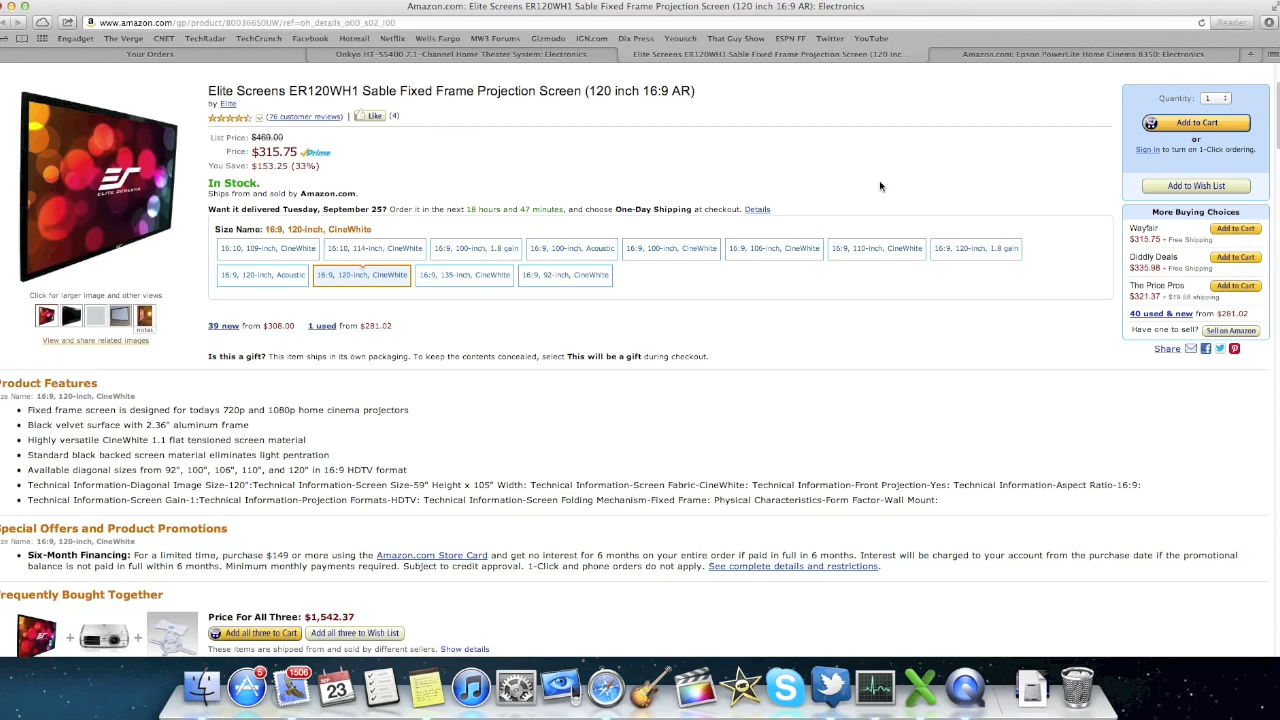 Amazon.com: Elite Screens ER120WH1 Sable Fixed Frame Projection Screen (120 inch 16:9 AR): Electronics
www.amazon.com/gp/product/B0036650UW/ref=oh_details_o00_s02_i00
Reader
Engadget The Verge CNET TechRadar TechCrunch Facebook Hotmail Netflix Wells Fargo MW3 Forums Gizmodo IGN.com Dix Press Yeousch That Guy Show ESPN FF Twitter YouTube
Your Orders
Onkyo HT-S5400 7.1-Channel Home Theater System: Electronics
Elite Screens ER120WH1 Sable Fixed Frame Projection Screen (120 inc...
Amazon.com: Epson PowerLite Home Cinema 8350: Electronics
Elite Screens ER120WH1 Sable Fixed Frame Projection Screen (120 inch 16:9 AR)
by Elite
(76 customer reviews) | Like (4)
List Price: $469.00
Price: $315.75 Prime
You Save: $153.25 (33%)
In Stock.
Ships from and sold by Amazon.com.
Want it delivered Tuesday, September 25? Order it in the next 18 hours and 47 minutes, and choose One-Day Shipping at checkout. Details
Size Name: 16:9, 120-inch, CineWhite
16:10, 109-inch, CineWhite 16:10, 114-inch, CineWhite 16:9, 100-inch, 1.8 gain 16:9, 100-inch, Acoustic 16:9, 100-inch, CineWhite 16:9, 106-inch, CineWhite 16:9, 110-inch, CineWhite 16:9, 120-inch, 1.8 gain
16:9, 120-inch, Acoustic 16:9, 120-inch, CineWhite 16:9, 135-inch, CineWhite 16:9, 92-inch, CineWhite
39 new from $308.00 1 used from $281.02
Is this a gift? This item ships in its own packaging. To keep the contents concealed, select This will be a gift during checkout.
ELITE SCREENS
Click for larger image and other views
notes
View and share related images
Quantity: 1
Add to Cart
or
Sign in to turn on 1-Click ordering.
Add to Wish List
More Buying Choices
Wayfair Add to Cart
$315.75 + Free Shipping
Diddly Deals Add to Cart
$335.98 + Free Shipping
The Price Pros Add to Cart
$321.37 + $19.58 shipping
40 used & new from $281.02
Have one to sell? Sell on Amazon
Share
Product Features
ize Name: 16:9, 120-inch, CineWhite
Fixed frame screen is designed for todays 720p and 1080p home cinema projectors
Black velvet surface with 2.36" aluminum frame
Highly versatile CineWhite 1.1 flat tensioned screen material
Standard black backed screen material eliminates light pentration
Available diagonal sizes from 92", 100", 106", 110", and 120" in 16:9 HDTV format
Technical Information-Diagonal Image Size-120":Technical Information-Screen Size-59" Height x 105" Width: Technical Information-Screen Fabric-CineWhite: Technical Information-Front Projection-Yes: Technical Information-Aspect Ratio-16:9:
Technical Information-Screen Gain-1:Technical Information-Projection Formats-HDTV: Technical Information-Screen Folding Mechanism-Fixed Frame: Physical Characteristics-Form Factor-Wall Mount:
Special Offers and Product Promotions
ize Name: 16:9, 120-inch, CineWhite
Six-Month Financing: For a limited time, purchase $149 or more using the Amazon.com Store Card and get no interest for 6 months on your entire order if paid in full in 6 months. Interest will be charged to your account from the purchase date if the promotional
balance is not paid in full within 6 months. Minimum monthly payments required. Subject to credit approval. 1-Click and phone orders do not apply. See complete details and restrictions.
requently Bought Together
Price For All Three: $1,542.37
Add all three to Cart Add all three to Wish List
These items are shipped from and sold by different sellers. Show details
5
1506
SEP
23